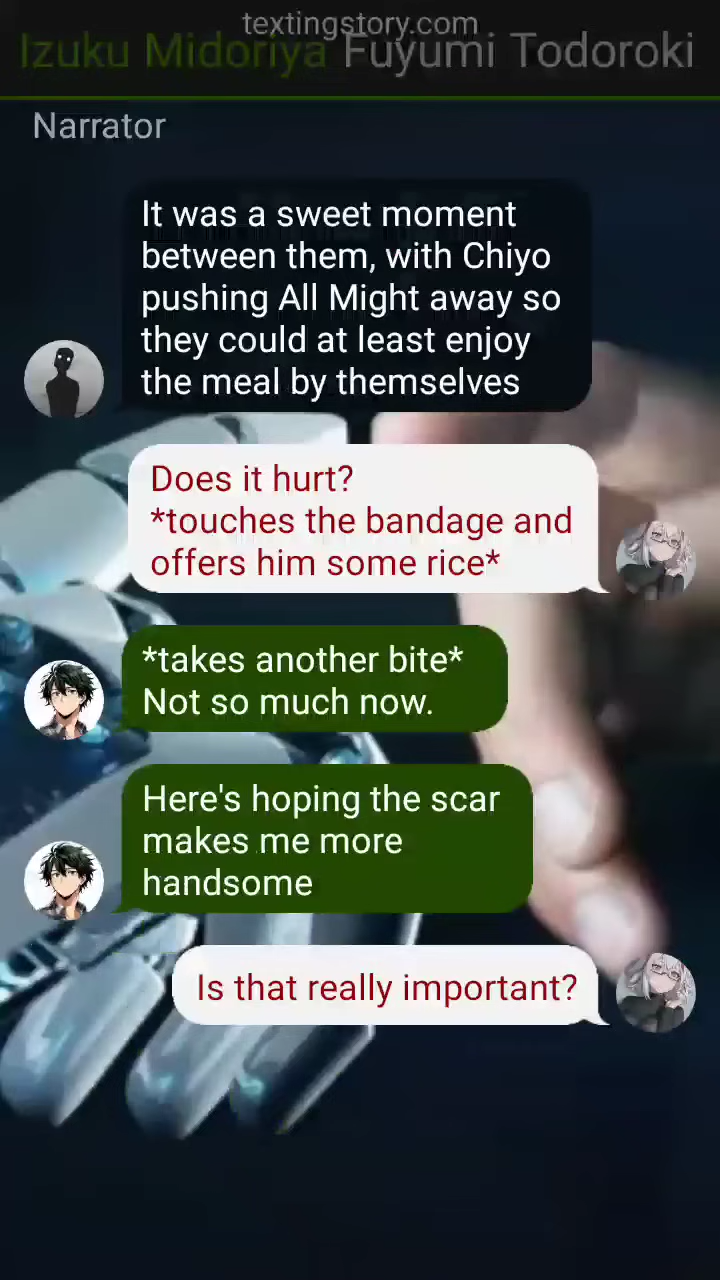 textingstory.com
Izuku Midoriya Fuyumi Todoroki
Narrator
It was a sweet moment
between them, with Chiyo
pushing All Might away so
they could at least enjoy
the meal by themselves
Does it hurt?
*touches the bandage and
offers him some rice*
*takes another bite*
Not so much now.
Here's hoping the scar
makes me more
handsome
Is that really important?